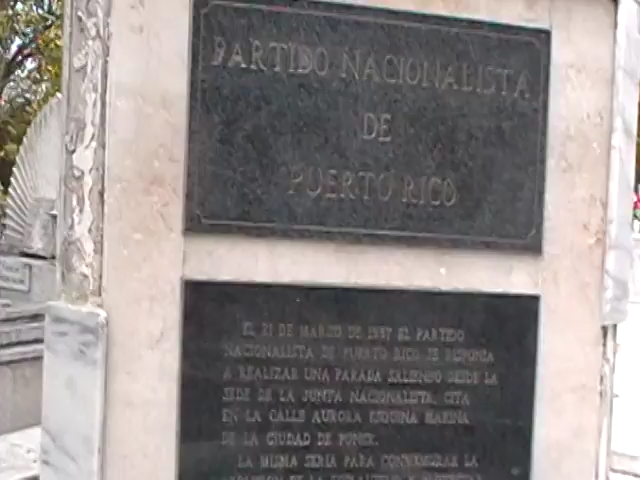 PARTIDO NACIONALISTA
DE
PUERTO RICO
EL 21 DE MARZO DE 1937 EL PARTIDO
NACIONALISTA DE PUERTO RICO SE DISPONIA
A REALIZAR UNA PARADA SALIENDO DESDE LA
SEDE DE LA JUNTA NACIONALISTA, CITA
EN LA CALLE AURORA ESQUINA MARINA
DE LA CIUDAD DE PONCE.
LA MISMA SERIA PARA CONMEMORAR LA